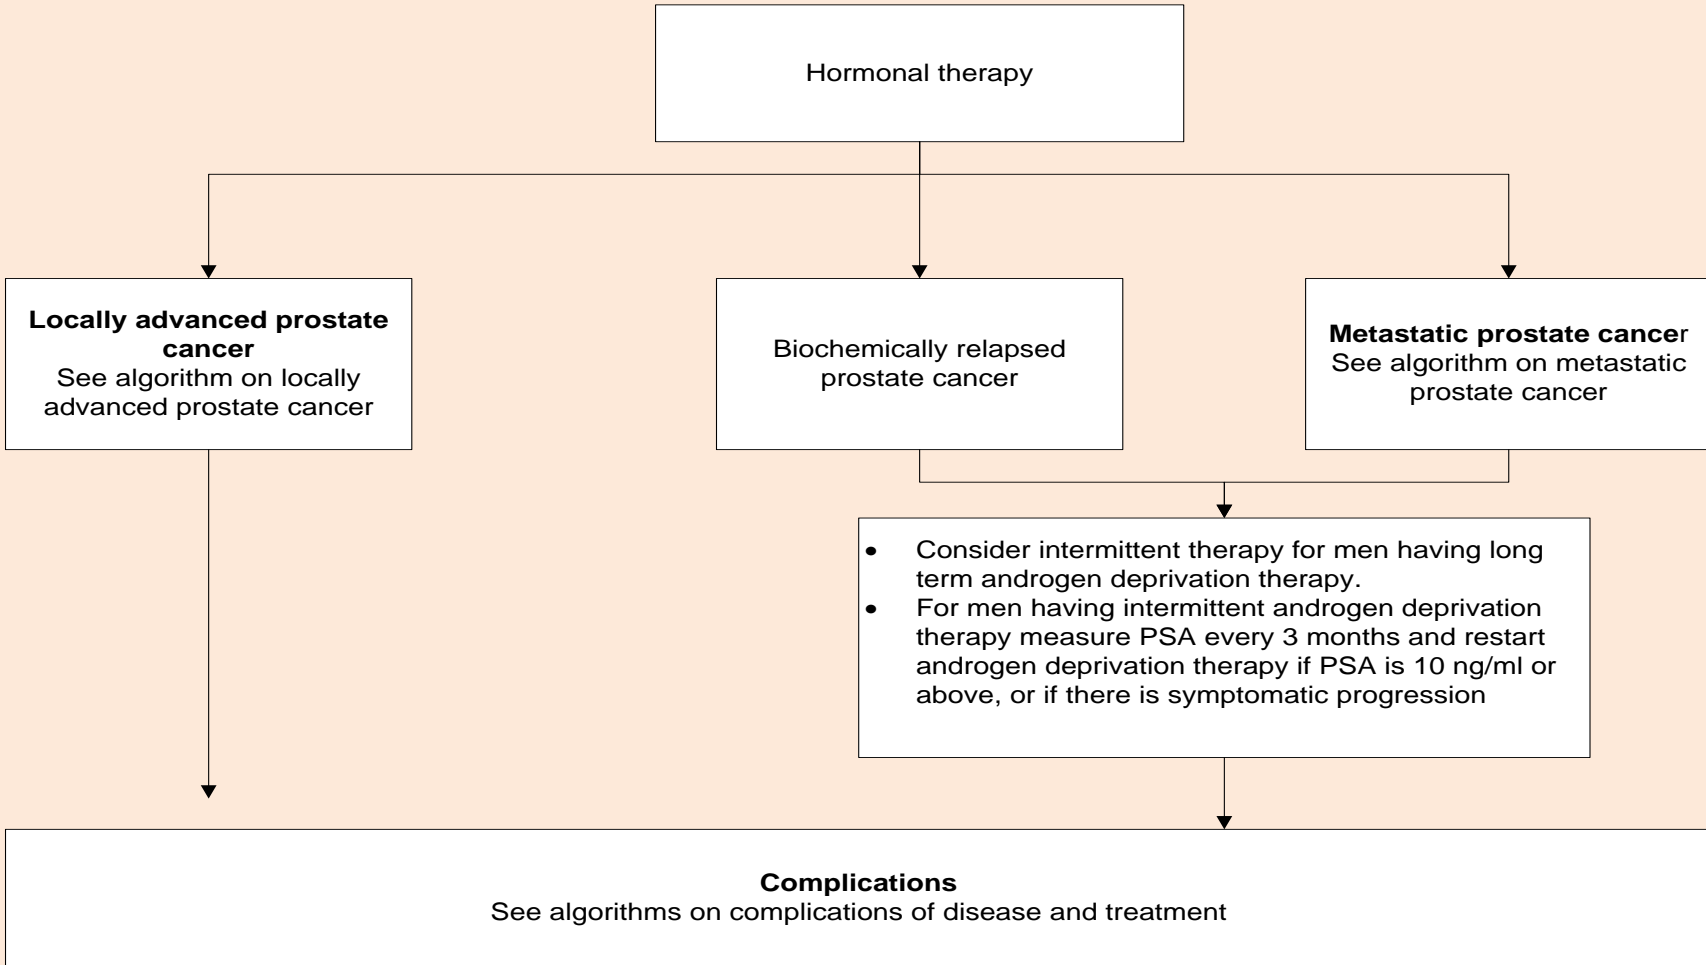 Hormonal therapy
Locally advanced prostate
cancer
See algorithm on locally
advanced prostate cancer
Biochemically relapsed
prostate cancer
Metastatic prostate cancer
See algorithm on metastatic
prostate cancer
• Consider intermittent therapy for men having long
term androgen deprivation therapy.
• For men having intermittent androgen deprivation
therapy measure PSA every 3 months and restart
androgen deprivation therapy if PSA is 10 ng/ml or
above, or if there is symptomatic progression
Complications
See algorithms on complications of disease and treatment